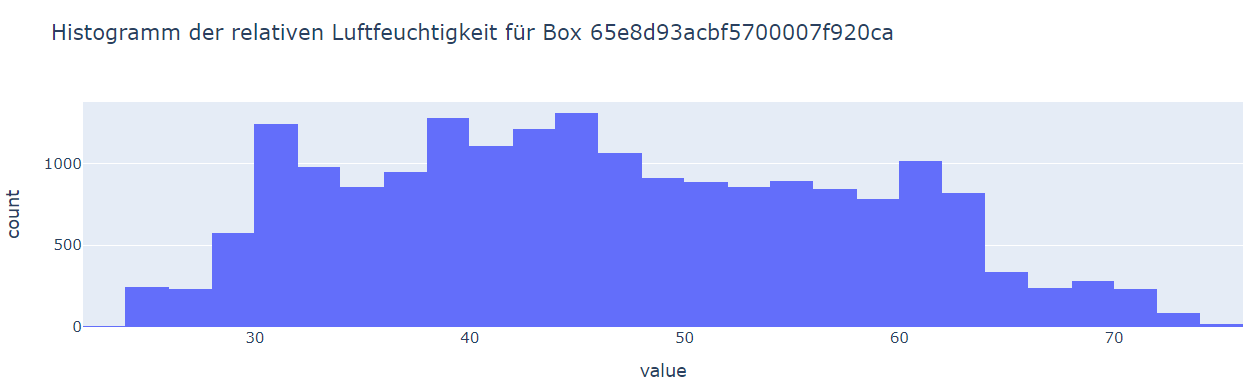 Histogramm der relativen Luftfeuchtigkeit für Box 65e8d93acbf5700007f920ca
1000
500
0
count
30 40 50 60 70
value